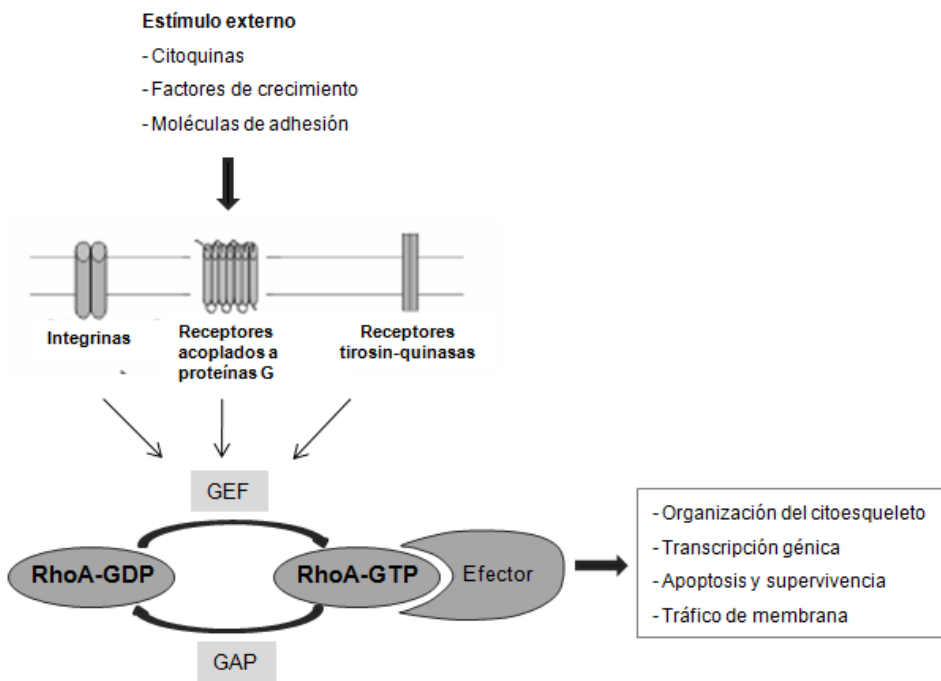 Estímulo externo
- Citoquinas
- Factores de crecimiento
- Moléculas de adhesión
Integrinas
Receptores
acoplados a
proteínas G
Receptores
tirosin-quinasas
GEF
RhoA-GDP
RhoA-GTP
Efector
GAP
- Organización del citoesqueleto
- Transcripción génica
- Apoptosis y supervivencia
- Tráfico de membrana